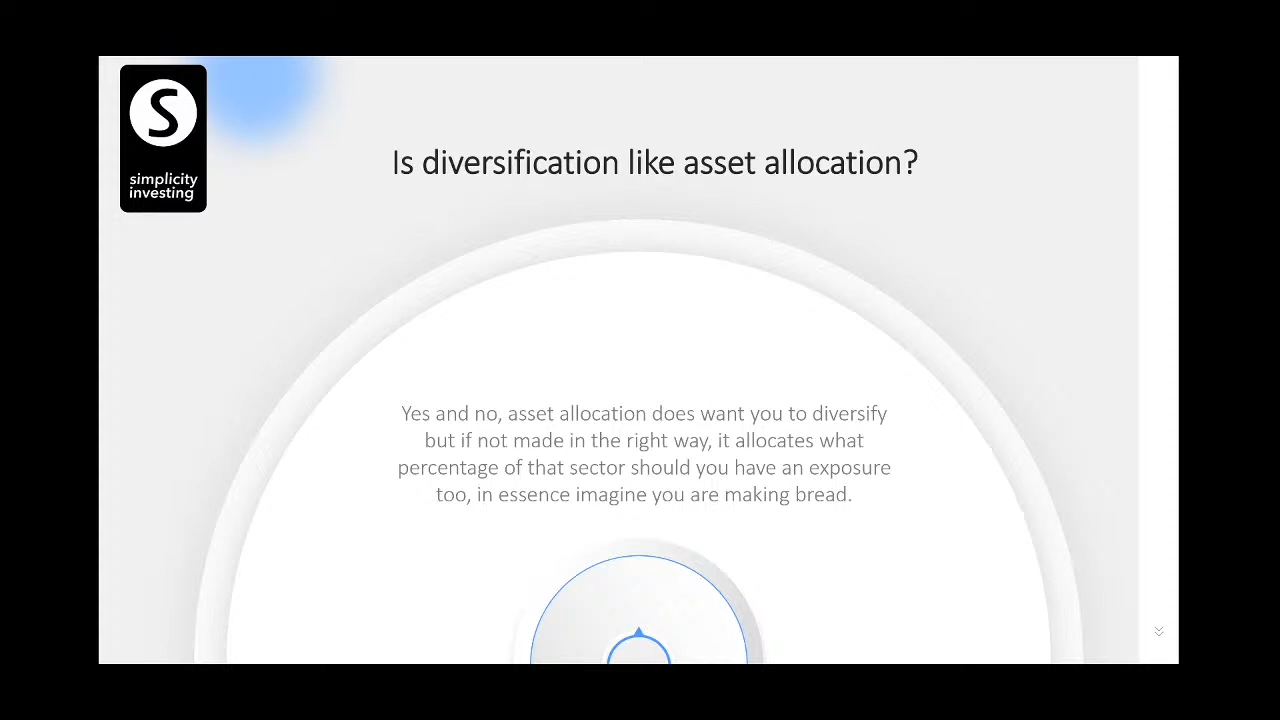 S
simplicity
investing
Is diversification like asset allocation?
Yes and no, asset allocation does want you to diversify
but if not made in the right way, it allocates what
percentage of that sector should you have an exposure
too, in essence imagine you are making bread.